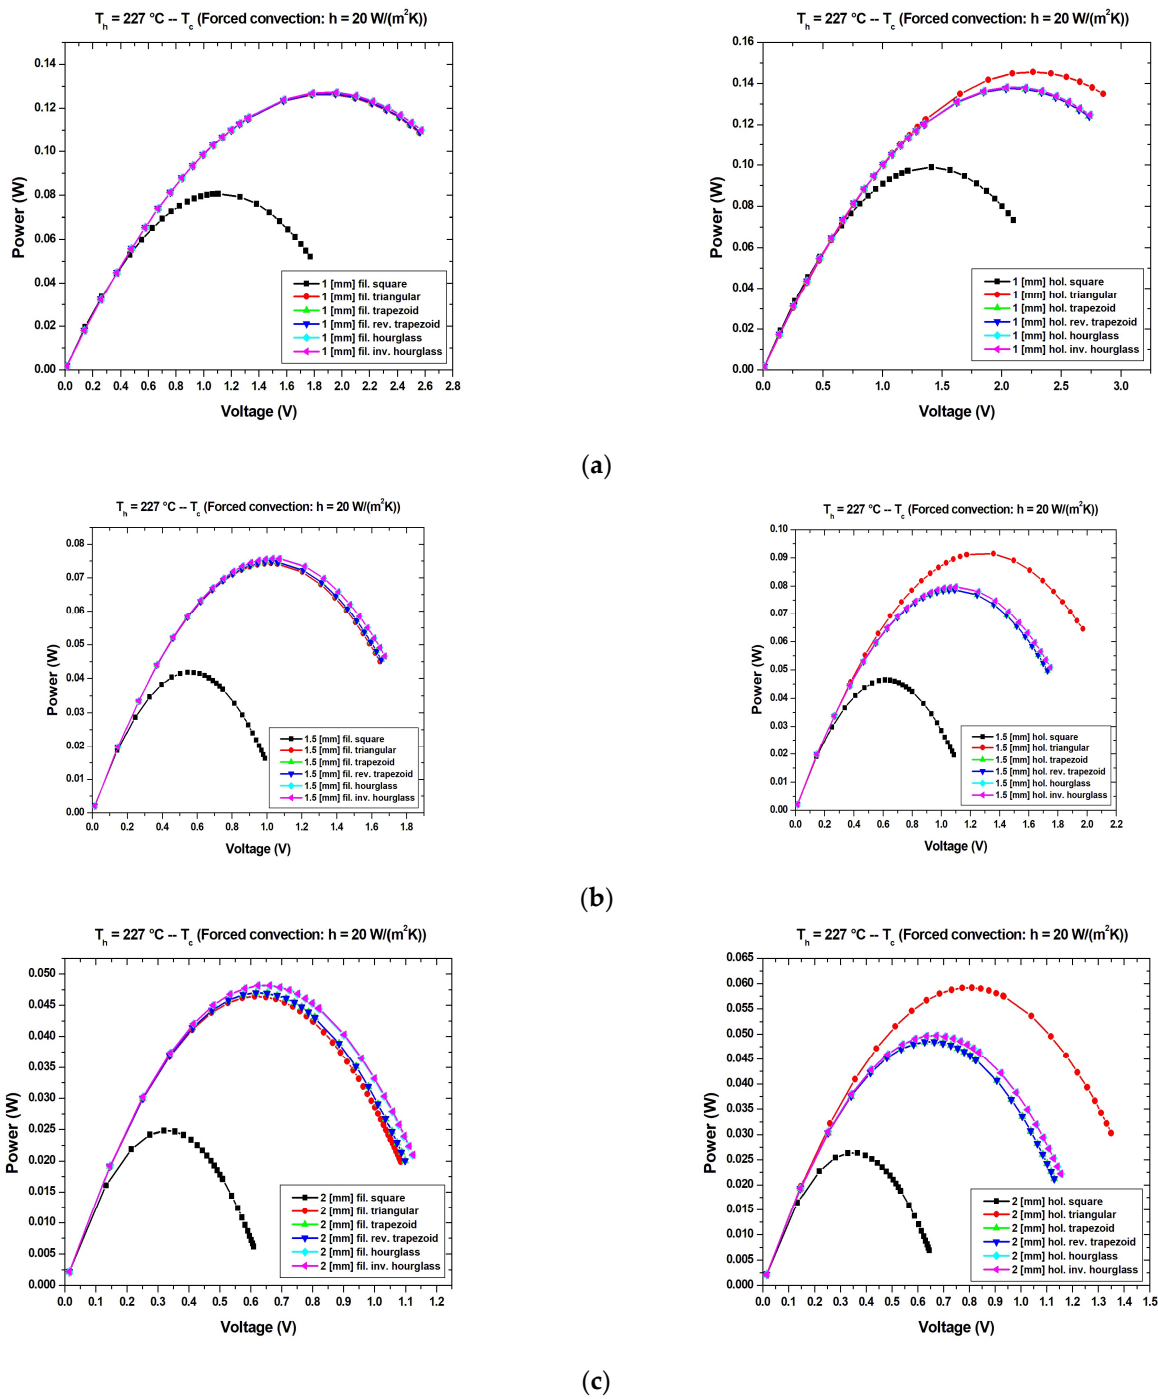 T_h = 227 °C -- T_c (Forced convection: h = 20 W/(m²K))
0.14
0.12
0.10
0.08
0.06
0.04
0.02
0.00
Power (W)
1 [mm] fil. square
1 [mm] fil. triangular
1 [mm] fil. trapezoid
1 [mm] fil. rev. trapezoid
1 [mm] fil. hourglass
1 [mm] fil. inv. hourglass
0.0 0.2 0.4 0.6 0.8 1.0 1.2 1.4 1.6 1.8 2.0 2.2 2.4 2.6 2.8
Voltage (V)
T_h = 227 °C -- T_c (Forced convection: h = 20 W/(m²K))
0.16
0.14
0.12
0.10
0.08
0.06
0.04
0.02
0.00
Power (W)
1 [mm] hol. square
1 [mm] hol. triangular
1 [mm] hol. trapezoid
1 [mm] hol. rev. trapezoid
1 [mm] hol. hourglass
1 [mm] hol. inv. hourglass
0.0 0.5 1.0 1.5 2.0 2.5 3.0
Voltage (V)
(a)
T_h = 227 °C -- T_c (Forced convection: h = 20 W/(m²K))
0.08
0.07
0.06
0.05
0.04
0.03
0.02
0.01
0.00
Power (W)
1.5 [mm] fil. square
1.5 [mm] fil. triangular
1.5 [mm] fil. trapezoid
1.5 [mm] fil. rev. trapezoid
1.5 [mm] fil. hourglass
1.5 [mm] fil. inv. hourglass
0.0 0.2 0.4 0.6 0.8 1.0 1.2 1.4 1.6 1.8
Voltage (V)
T_h = 227 °C -- T_c (Forced convection: h = 20 W/(m²K))
0.10
0.09
0.08
0.07
0.06
0.05
0.04
0.03
0.02
0.01
0.00
Power (W)
1.5 [mm] hol. square
1.5 [mm] hol. triangular
1.5 [mm] hol. trapezoid
1.5 [mm] hol. rev. trapezoid
1.5 [mm] hol. hourglass
1.5 [mm] hol. inv. hourglass
0.0 0.2 0.4 0.6 0.8 1.0 1.2 1.4 1.6 1.8 2.0 2.2
Voltage (V)
(b)
T_h = 227 °C -- T_c (Forced convection: h = 20 W/(m²K))
0.050
0.045
0.040
0.035
0.030
0.025
0.020
0.015
0.010
0.005
0.000
Power (W)
2 [mm] fil. square
2 [mm] fil. triangular
2 [mm] fil. trapezoid
2 [mm] fil. rev. trapezoid
2 [mm] fil. hourglass
2 [mm] fil. inv. hourglass
0.0 0.1 0.2 0.3 0.4 0.5 0.6 0.7 0.8 0.9 1.0 1.1 1.2
Voltage (V)
T_h = 227 °C -- T_c (Forced convection: h = 20 W/(m²K))
0.065
0.060
0.055
0.050
0.045
0.040
0.035
0.030
0.025
0.020
0.015
0.010
0.005
0.000
Power (W)
2 [mm] hol. square
2 [mm] hol. triangular
2 [mm] hol. trapezoid
2 [mm] hol. rev. trapezoid
2 [mm] hol. hourglass
2 [mm] hol. inv. hourglass
0.0 0.1 0.2 0.3 0.4 0.5 0.6 0.7 0.8 0.9 1.0 1.1 1.2 1.3 1.4 1.5
Voltage (V)
(c)